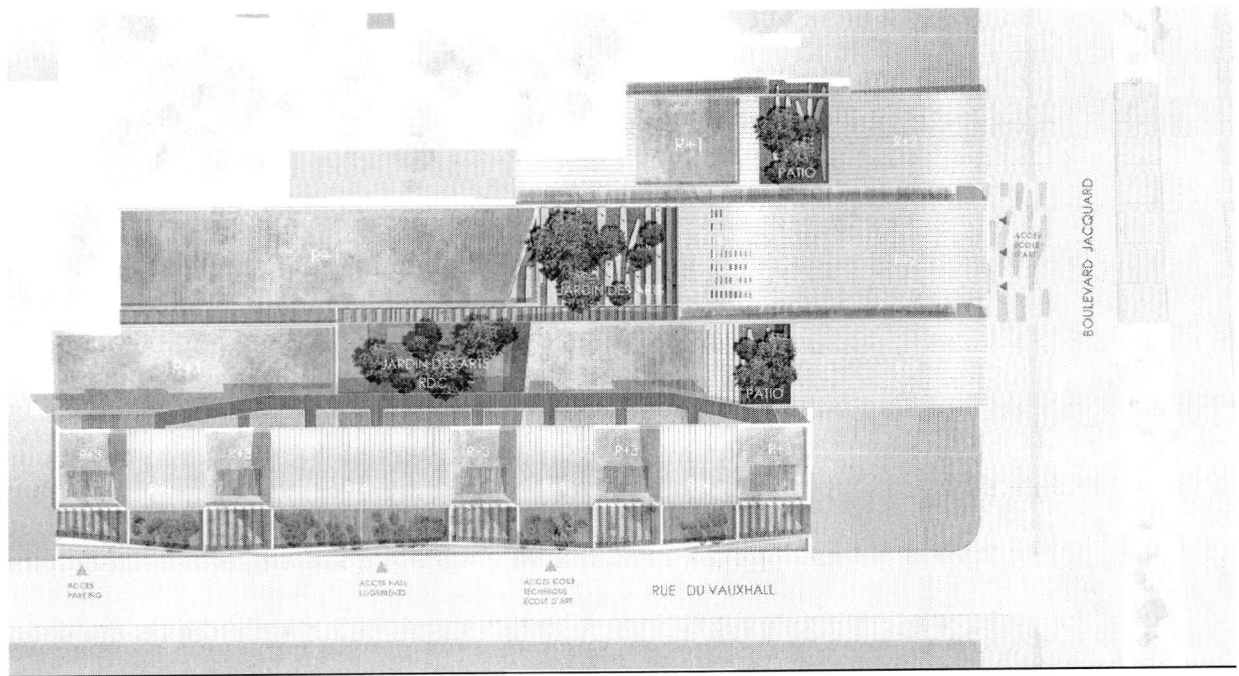 R+1
PATIO
R+1
JARDIN DES ARTS
ACCES
ECOLE
D'ART
BOULEVARD JACQUARD
R+1
JARDIN DES ARTS
RDC
PATIO
R+3
R+3
R+3
R+3
R+3
ACCES
PARKING
ACCES HALL
LOGEMENTS
ACCES COUR
TECHNIQUE
ECOLE D'ART
RUE DU VAUXHALL